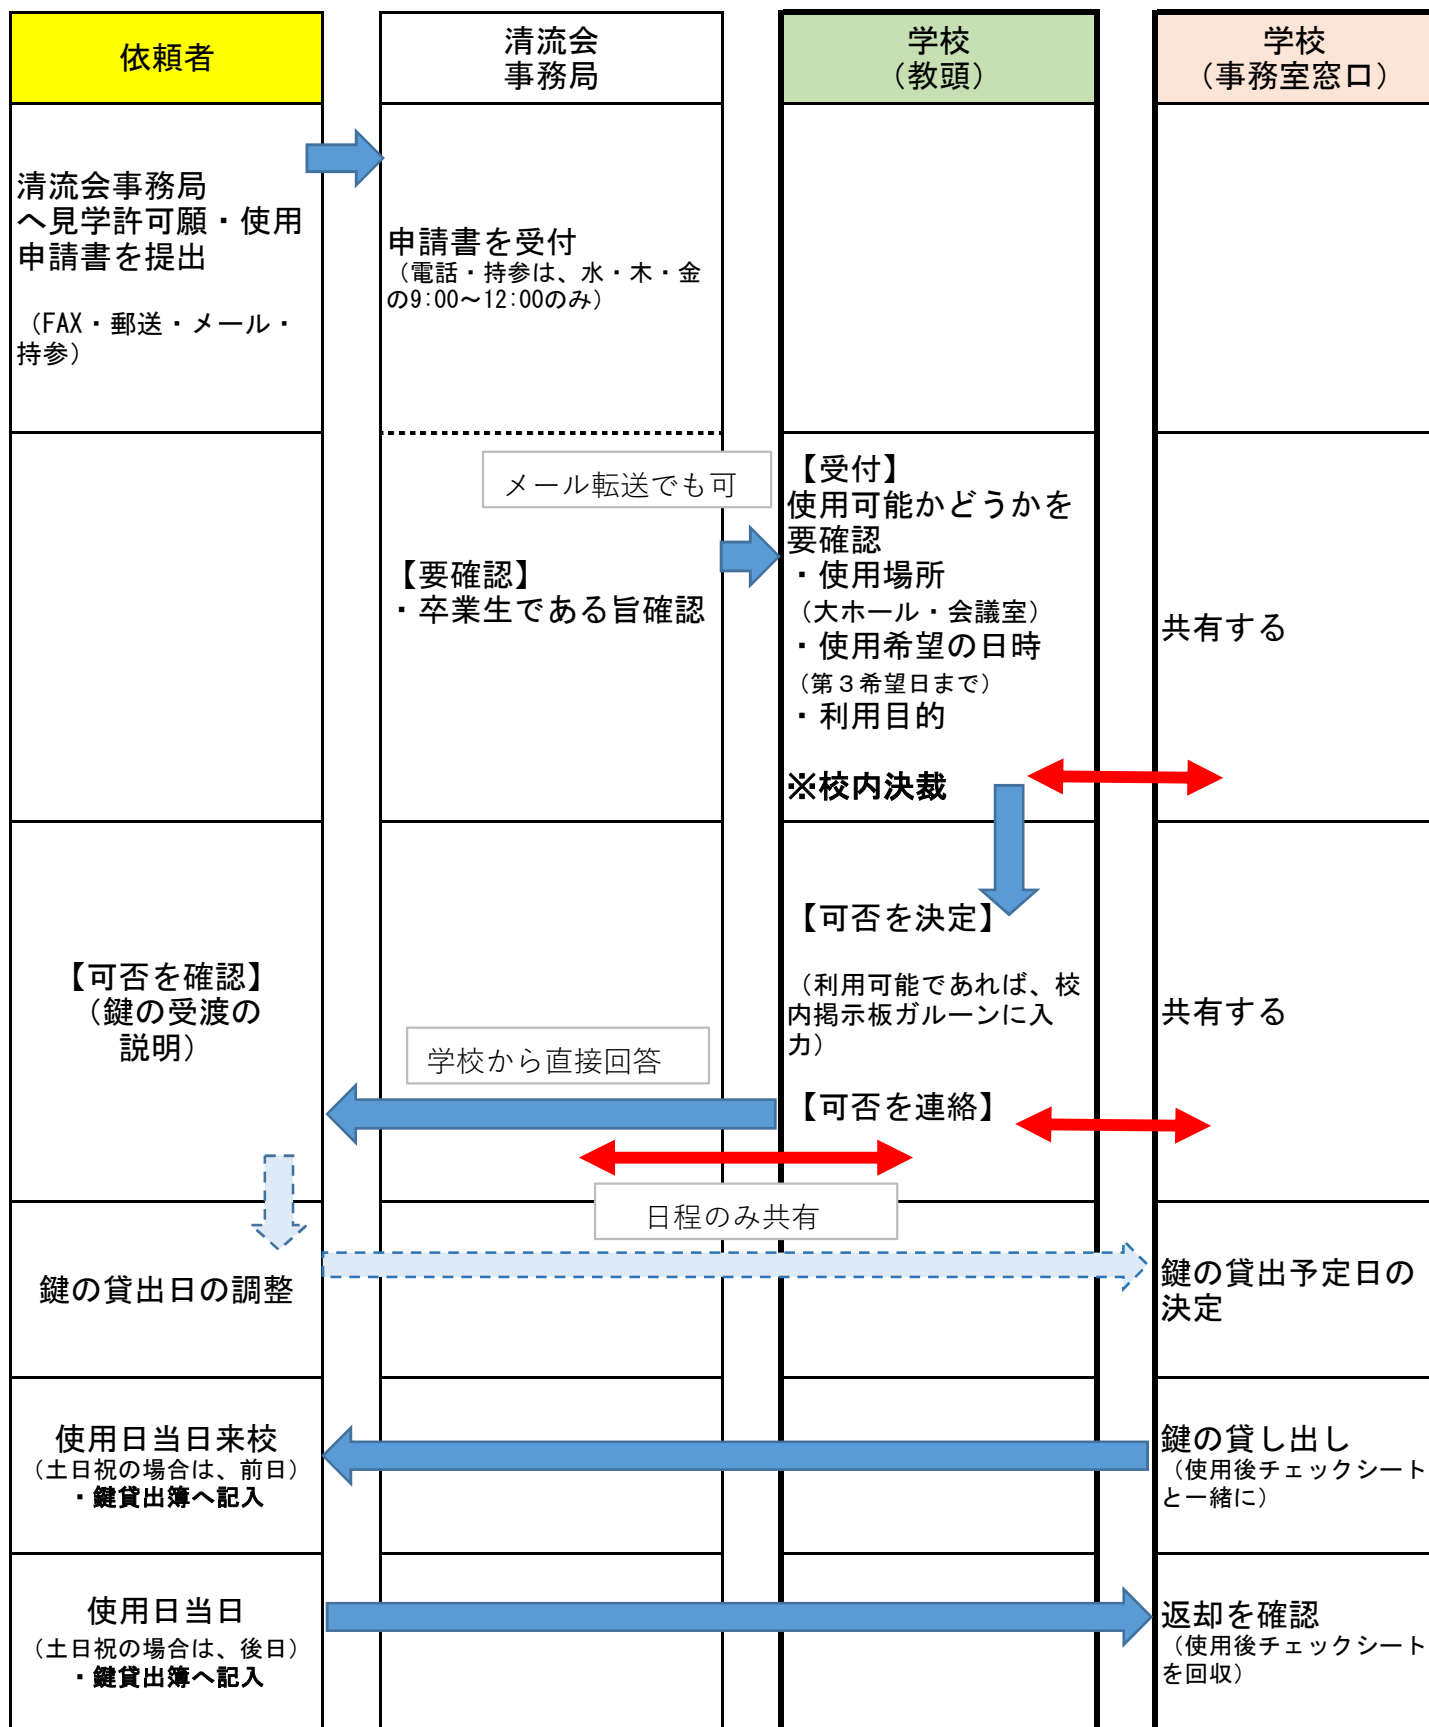 依頼者
清流会
事務局
学校
（教頭）
学校
（事務室窓口）
清流会事務局
へ見学許可願・使用
申請書を提出
（FAX・郵送・メール・
持参）
申請書を受付
（電話・持参は、水・木・金
の9:00～12:00のみ）
メール転送でも可
【要確認】
・卒業生である旨確認
【受付】
使用可能かどうかを
要確認
・使用場所
（大ホール・会議室）
・使用希望の日時
（第３希望日まで）
・利用目的
※校内決裁
共有する
【可否を確認】
（鍵の受渡の
説明）
学校から直接回答
【可否を決定】
（利用可能であれば、校
内掲示板ガルーンに入
力）
【可否を連絡】
共有する
日程のみ共有
鍵の貸出日の調整
鍵の貸出予定日の
決定
使用日当日来校
（土日祝の場合は、前日）
・鍵貸出簿へ記入
鍵の貸し出し
（使用後チェックシート
と一緒に）
使用日当日
（土日祝の場合は、後日）
・鍵貸出簿へ記入
返却を確認
（使用後チェックシート
を回収）